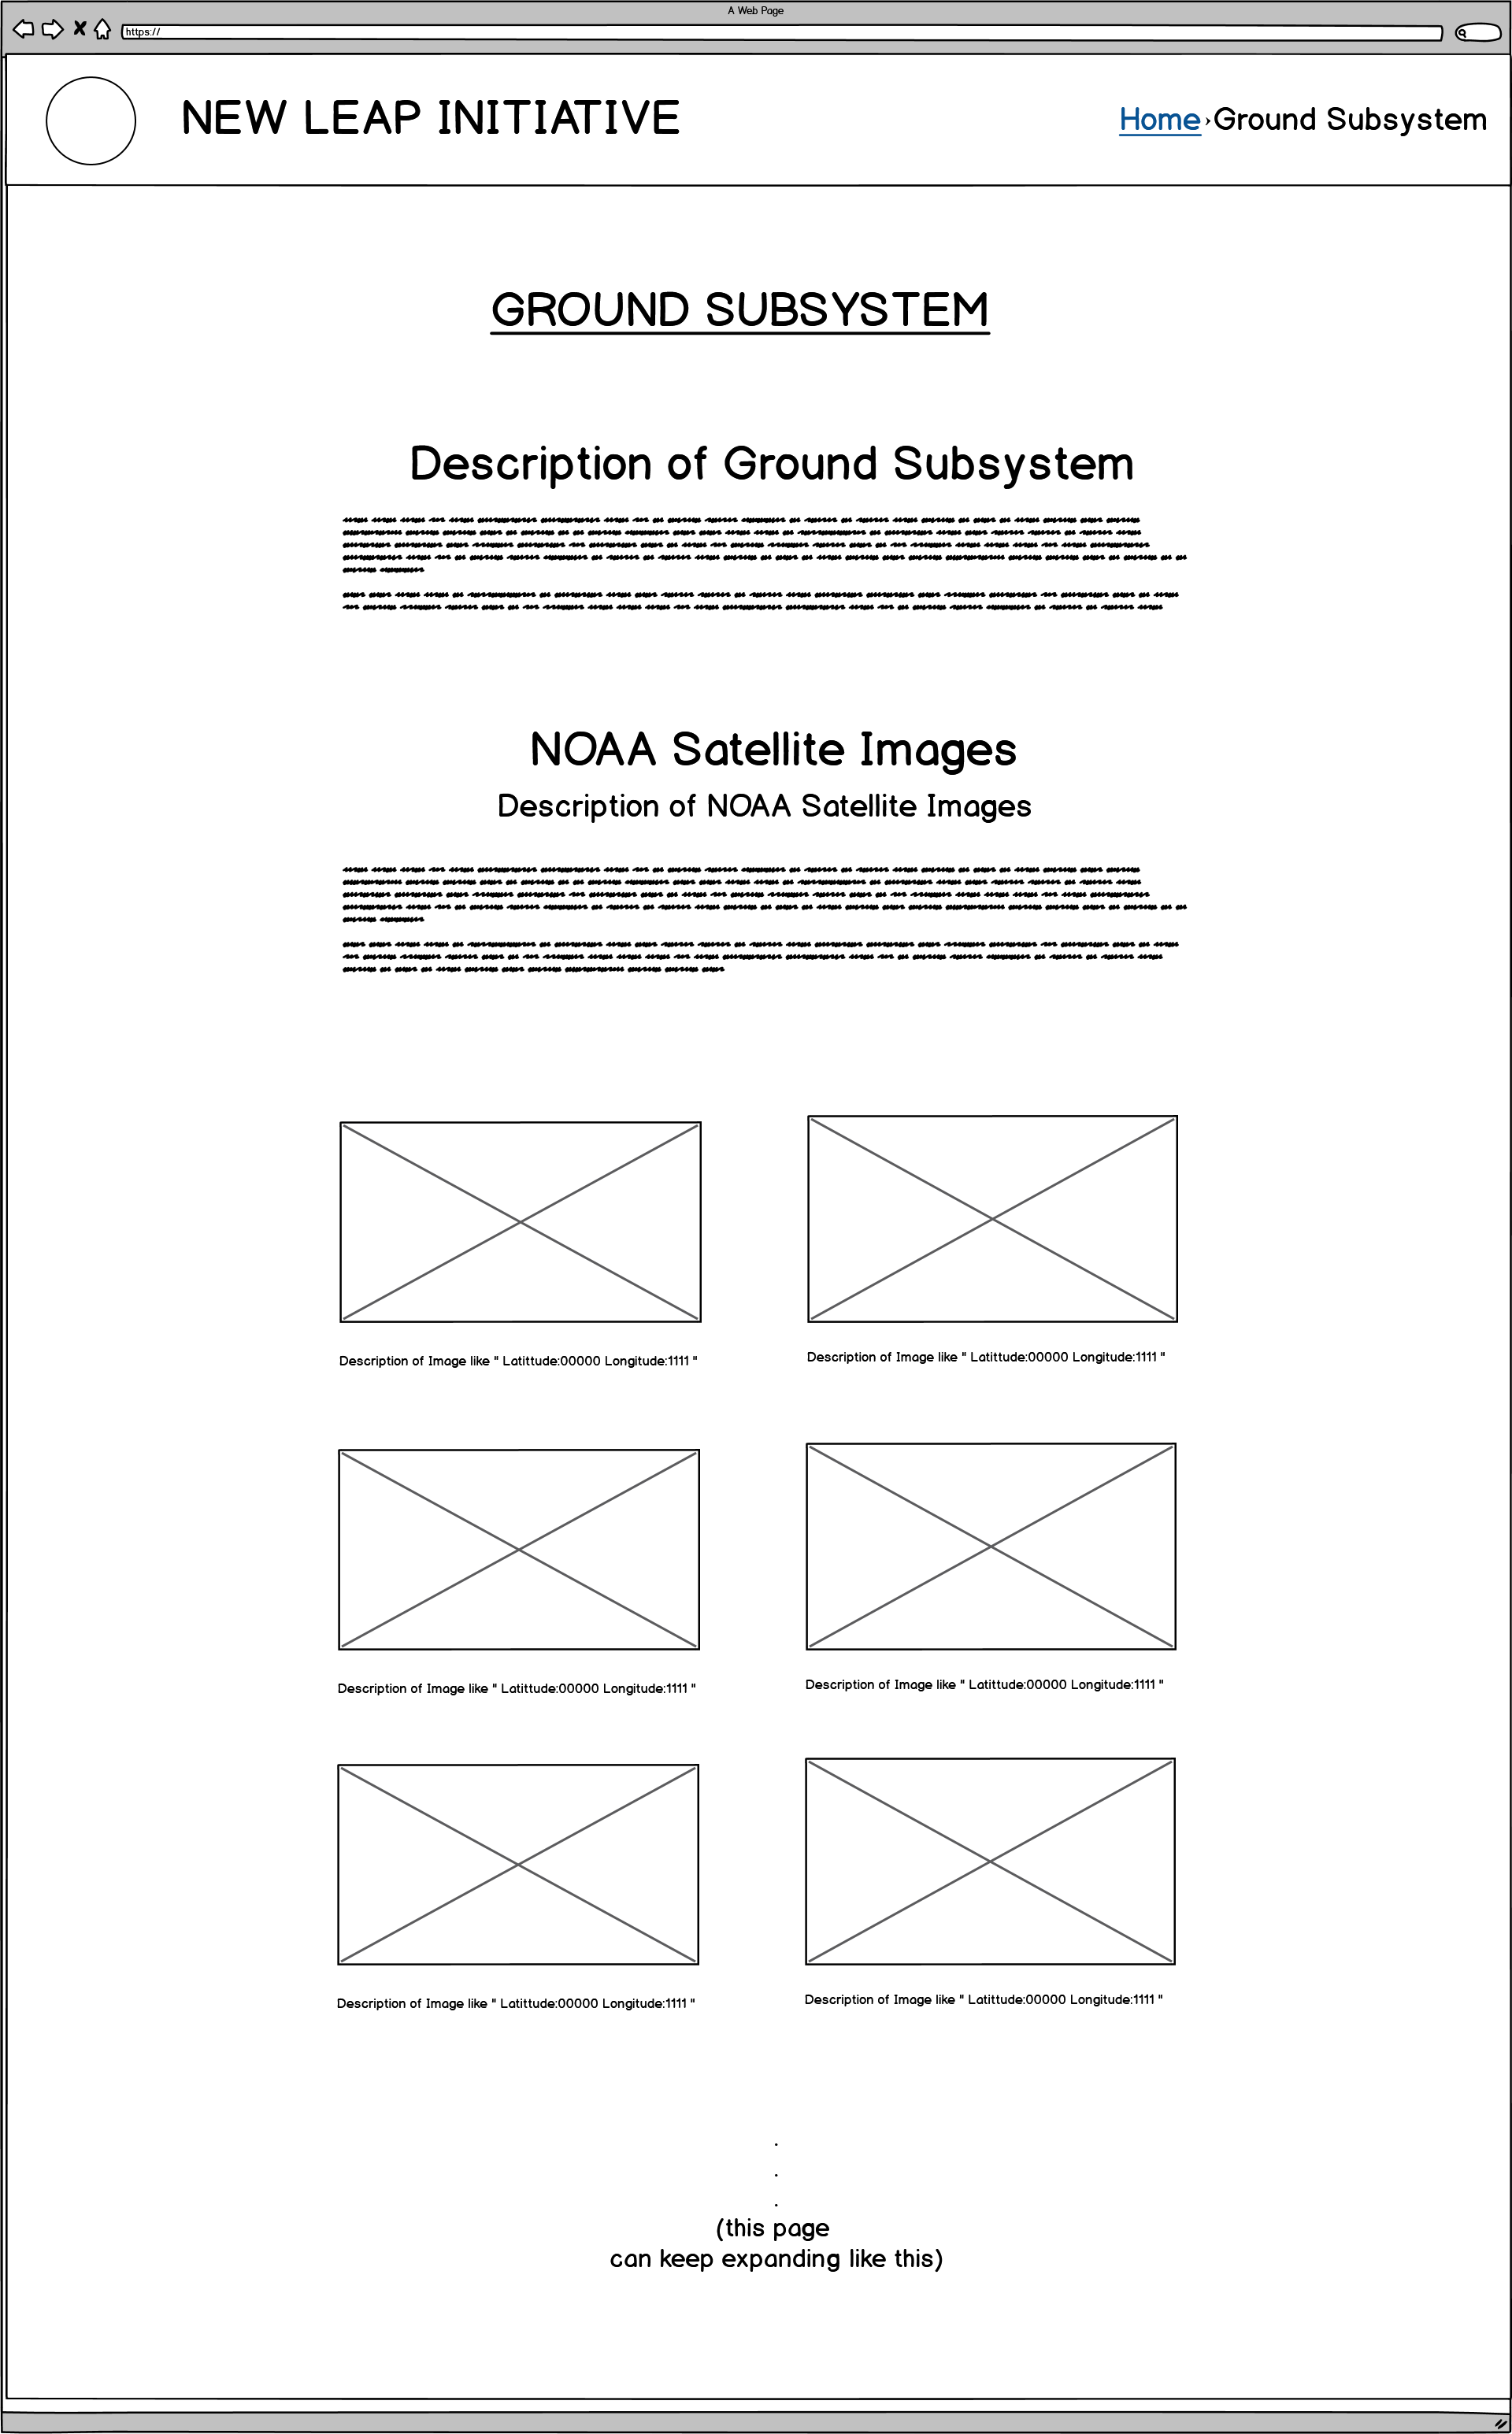 A Web Page
https://
NEW LEAP INITIATIVE
Home›Ground Subsystem
GROUND SUBSYSTEM
Description of Ground Subsystem
NOAA Satellite Images
Description of NOAA Satellite Images
Description of Image like " Latittude:00000 Longitude:1111 "
Description of Image like " Latittude:00000 Longitude:1111 "
Description of Image like " Latittude:00000 Longitude:1111 "
Description of Image like " Latittude:00000 Longitude:1111 "
Description of Image like " Latittude:00000 Longitude:1111 "
Description of Image like " Latittude:00000 Longitude:1111 "
.
.
.
(this page
can keep expanding like this)